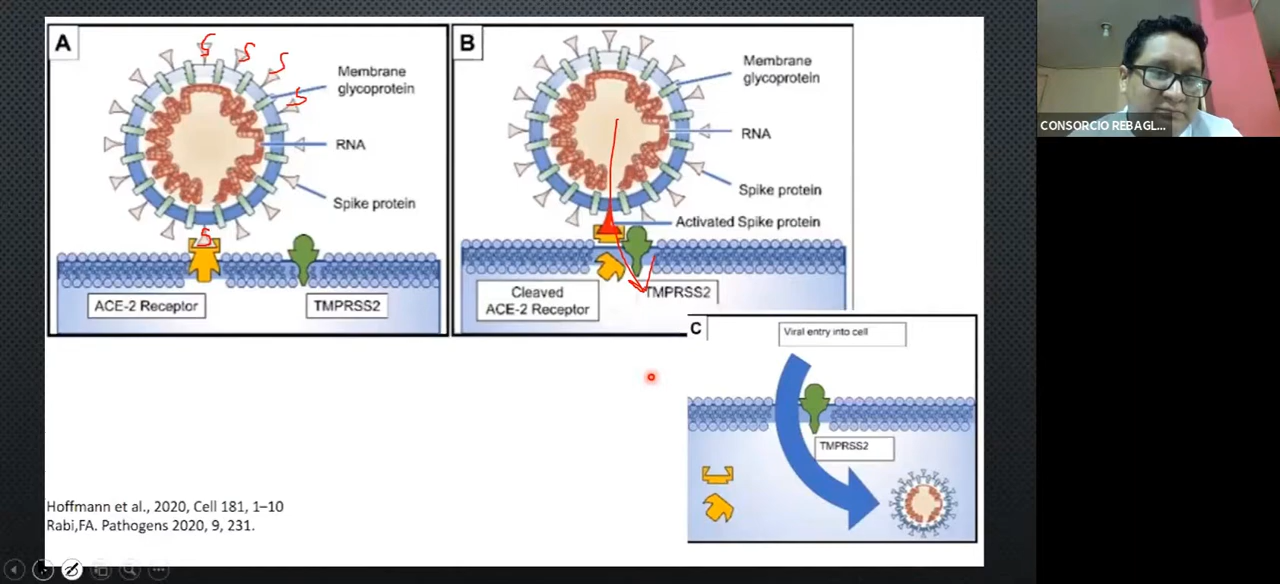 A
S
S
S
S
Membrane
glycoprotein
RNA
Spike protein
S
ACE-2 Receptor
TMPRSS2
B
Membrane
glycoprotein
RNA
Spike protein
Activated Spike protein
Cleaved
ACE-2 Receptor
TMPRSS2
C
Viral entry into cell
TMPRSS2
Hoffmann et al., 2020, Cell 181, 1–10
Rabi,FA. Pathogens 2020, 9, 231.
CONSORCIO REBAGL...